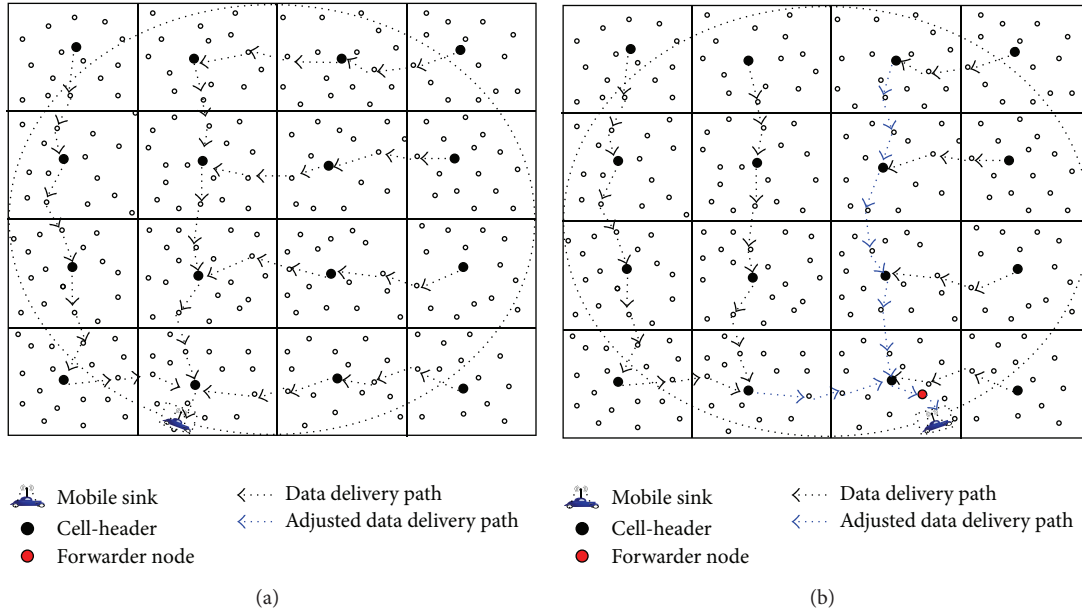 Mobile sink
Cell-header
Forwarder node
Data delivery path
Adjusted data delivery path
(a)
Mobile sink
Cell-header
Forwarder node
Data delivery path
Adjusted data delivery path
(b)